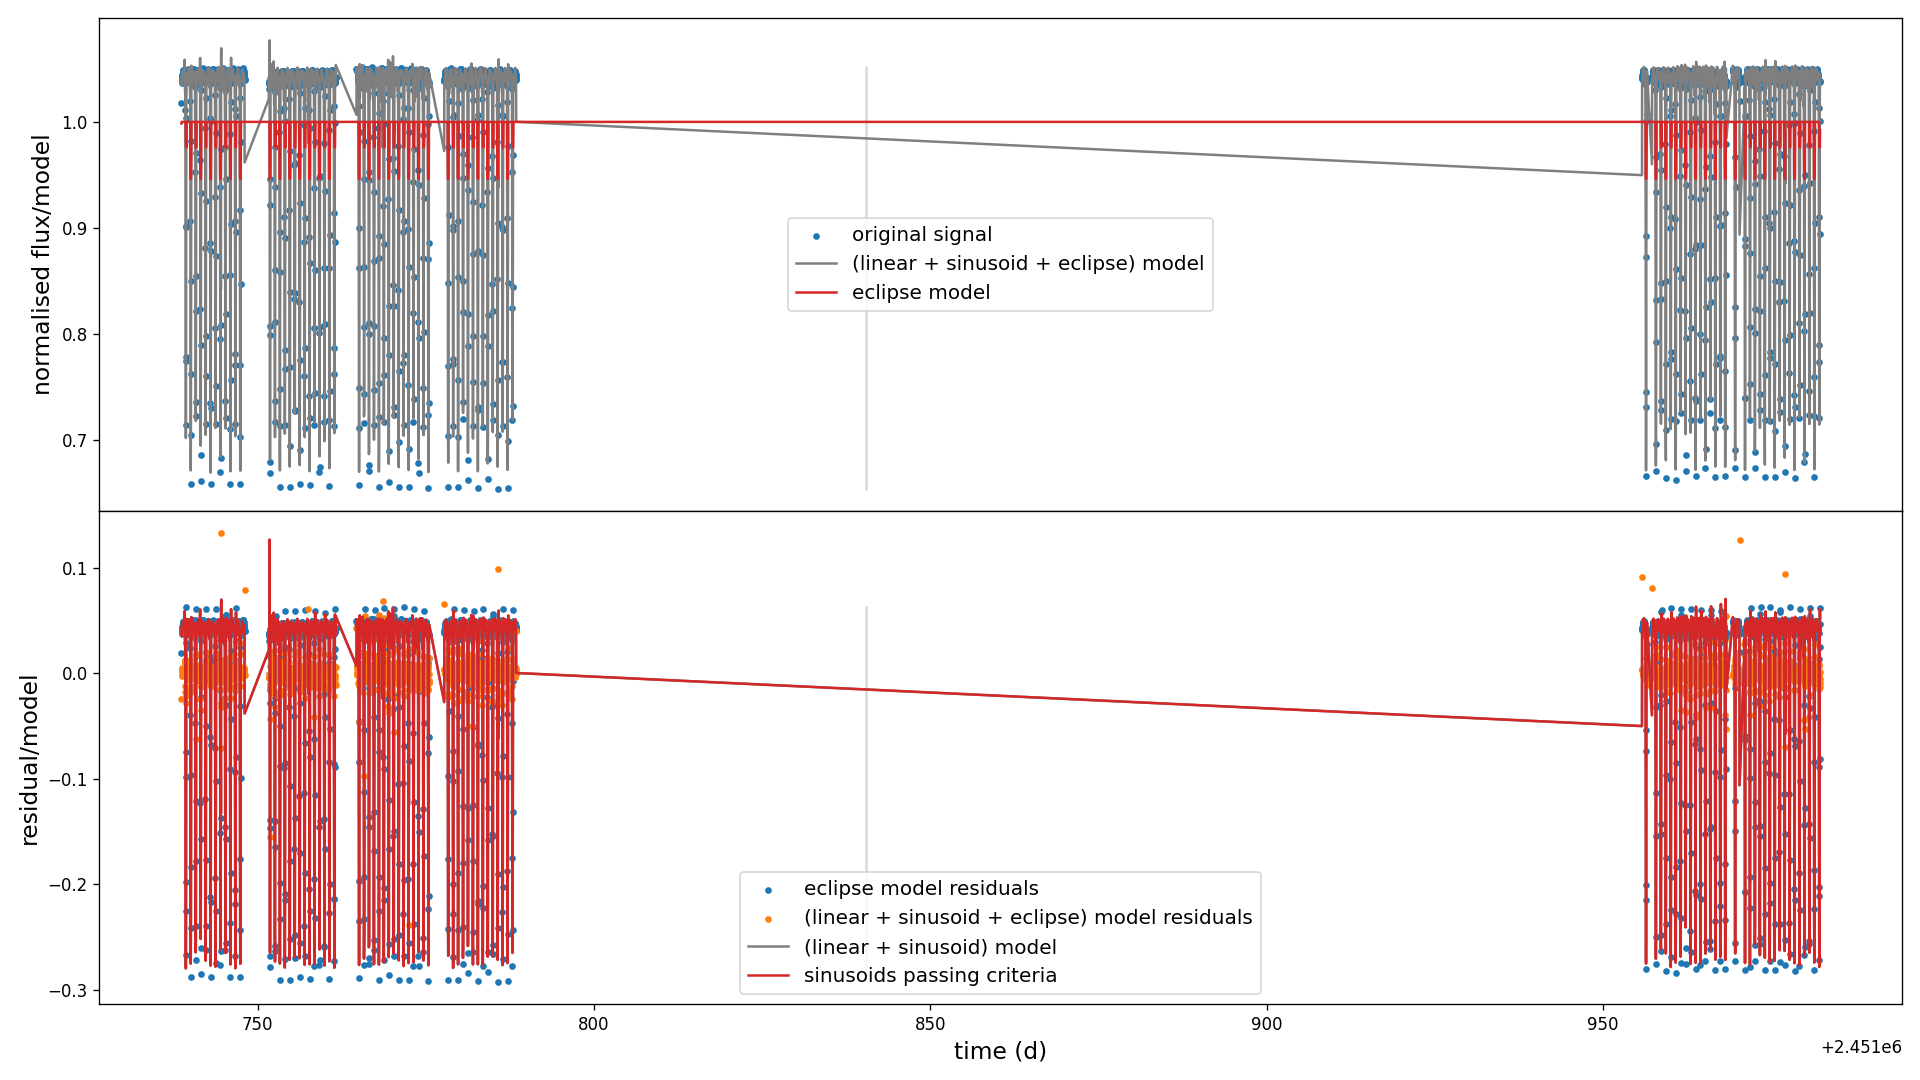 normalised flux/model
1.0
0.9
0.8
0.7
original signal
(linear + sinusoid + eclipse) model
eclipse model
residual/model
0.1
0.0
−0.1
−0.2
−0.3
eclipse model residuals
(linear + sinusoid + eclipse) model residuals
(linear + sinusoid) model
sinusoids passing criteria
750
800
850
900
950
time (d)
+2.451e6